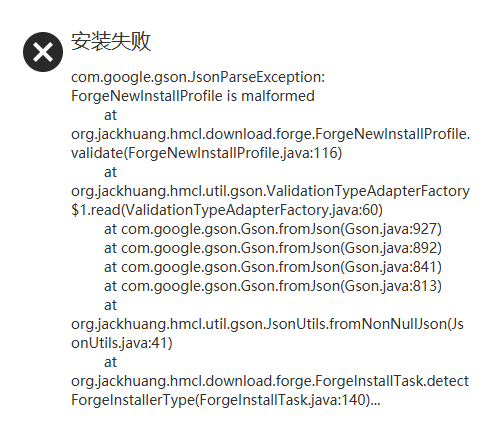 安装失败
com.google.gson.JsonParseException:
ForgeNewInstallProfile is malformed
at
org.jackhuang.hmcl.download.forge.ForgeNewInstallProfile.
validate(ForgeNewInstallProfile.java:116)
at
org.jackhuang.hmcl.util.gson.ValidationTypeAdapterFactory
$1.read(ValidationTypeAdapterFactory.java:60)
at com.google.gson.Gson.fromJson(Gson.java:927)
at com.google.gson.Gson.fromJson(Gson.java:892)
at com.google.gson.Gson.fromJson(Gson.java:841)
at com.google.gson.Gson.fromJson(Gson.java:813)
at
org.jackhuang.hmcl.util.gson.JsonUtils.fromNonNullJson(Js
onUtils.java:41)
at
org.jackhuang.hmcl.download.forge.ForgeInstallTask.detect
ForgeInstallerType(ForgeInstallTask.java:140)...